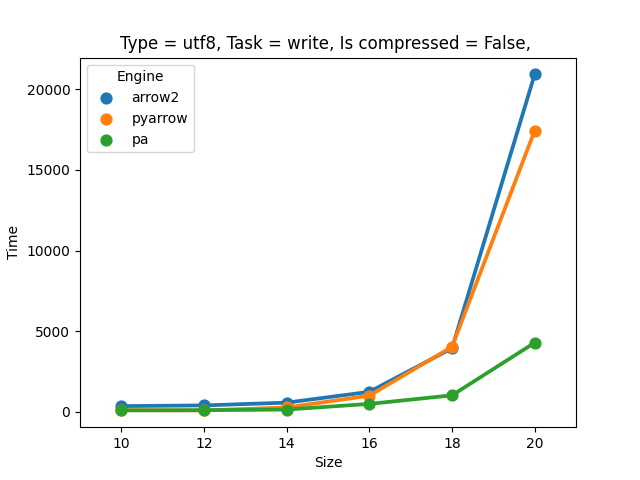 Type = utf8, Task = write, Is compressed = False,
Engine
arrow2
pyarrow
pa
20000
15000
10000
5000
0
Time
10 12 14 16 18 20
Size